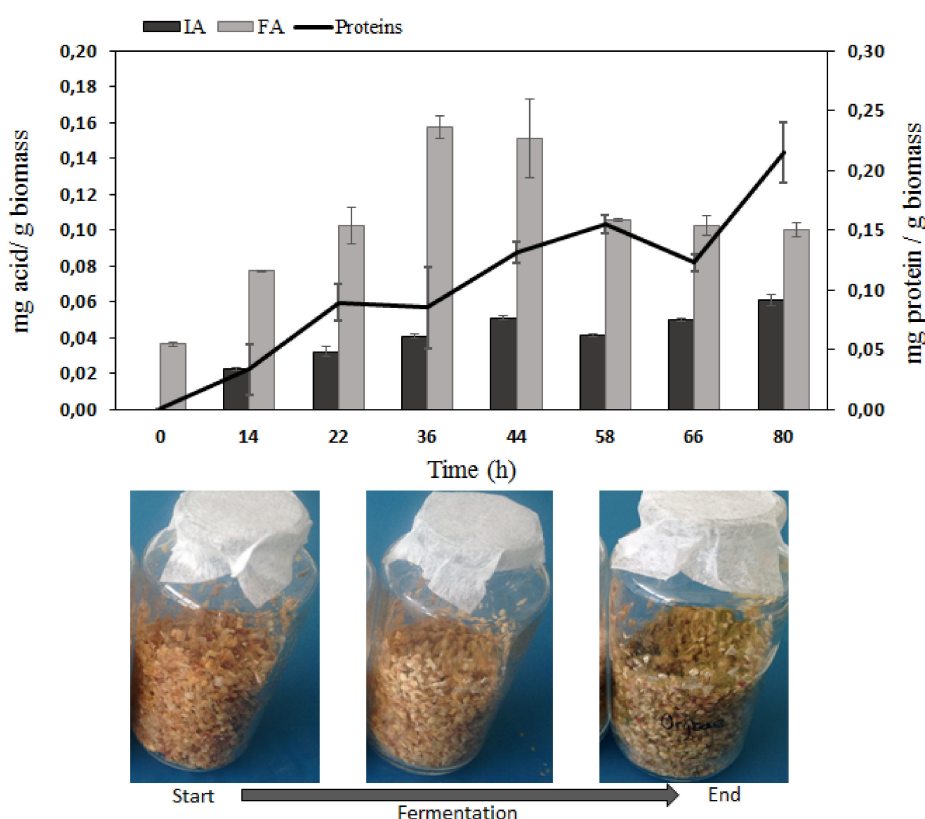 IA FA Proteins
0,20 0,30
0,18
0,16 0,25
0,14 0,20
0,12
0,10 0,15
0,08
0,06 0,10
0,04 0,05
0,02
0,00 0,00
mg acid/ g biomass
mg protein / g biomass
0 14 22 36 44 58 66 80
Time (h)
Start End
Fermentation